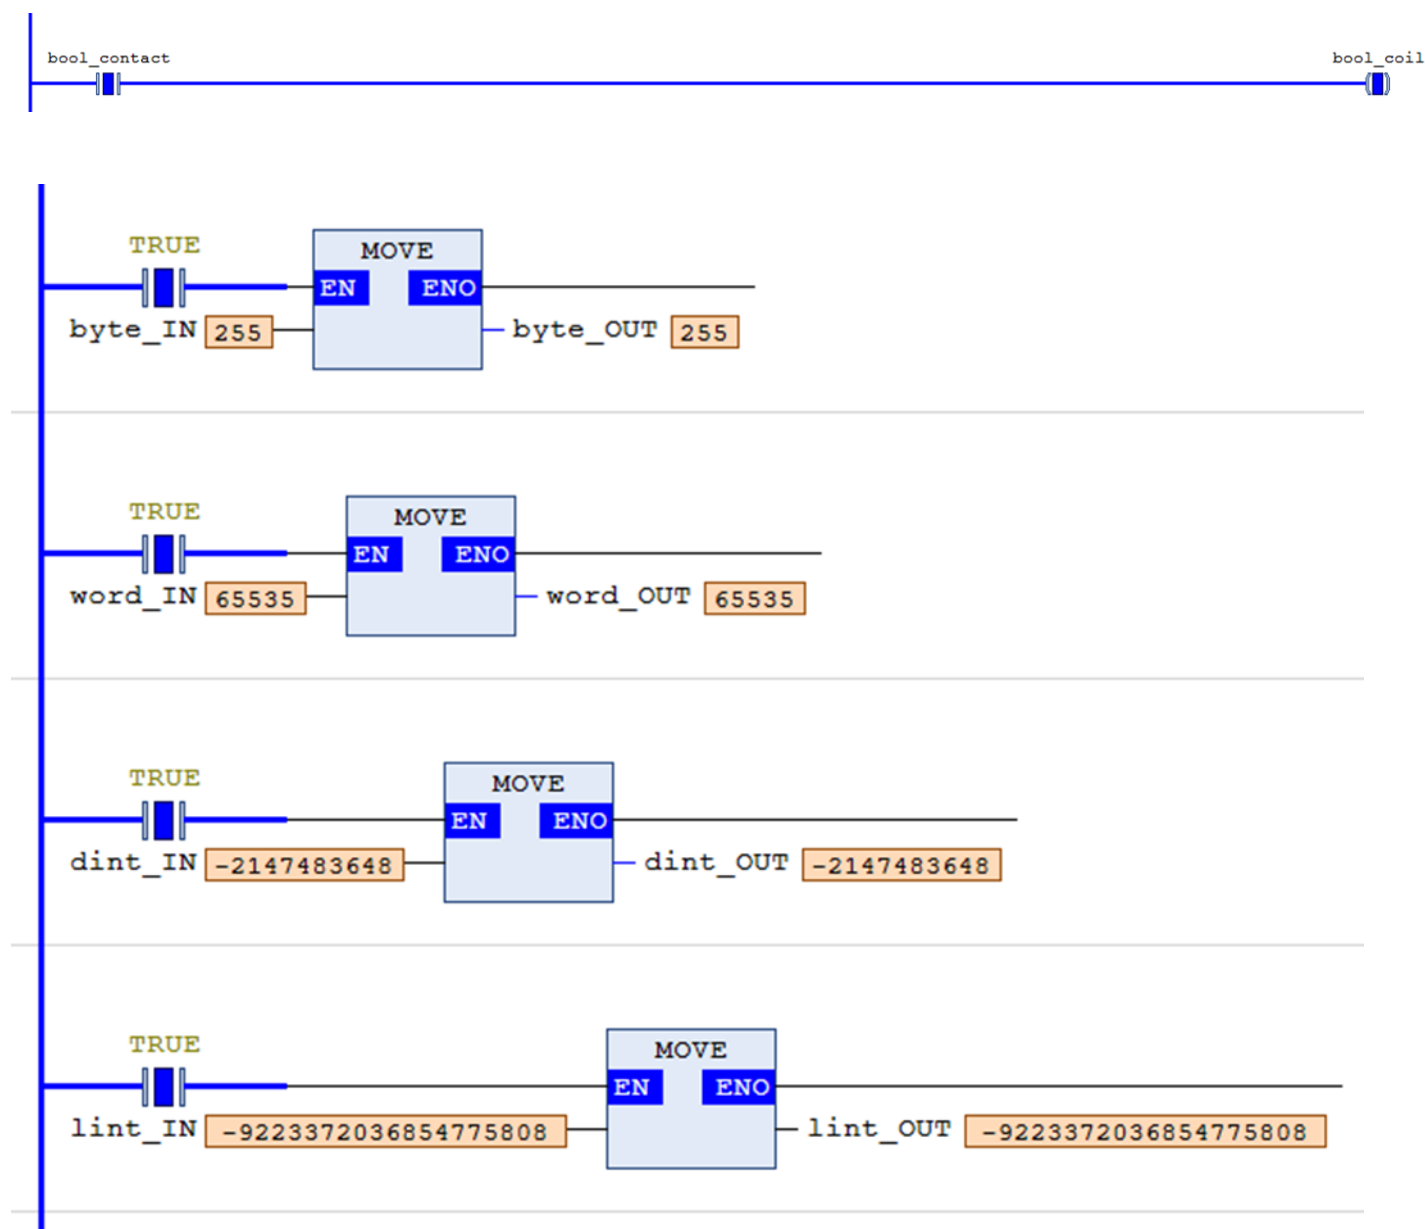 bool_contact bool_coil
TRUE
MOVE
EN ENO
byte_IN 255 byte_OUT 255
TRUE
MOVE
EN ENO
word_IN 65535 word_OUT 65535
TRUE
MOVE
EN ENO
dint_IN -2147483648 dint_OUT -2147483648
TRUE
MOVE
EN ENO
lint_IN -9223372036854775808 lint_OUT -9223372036854775808